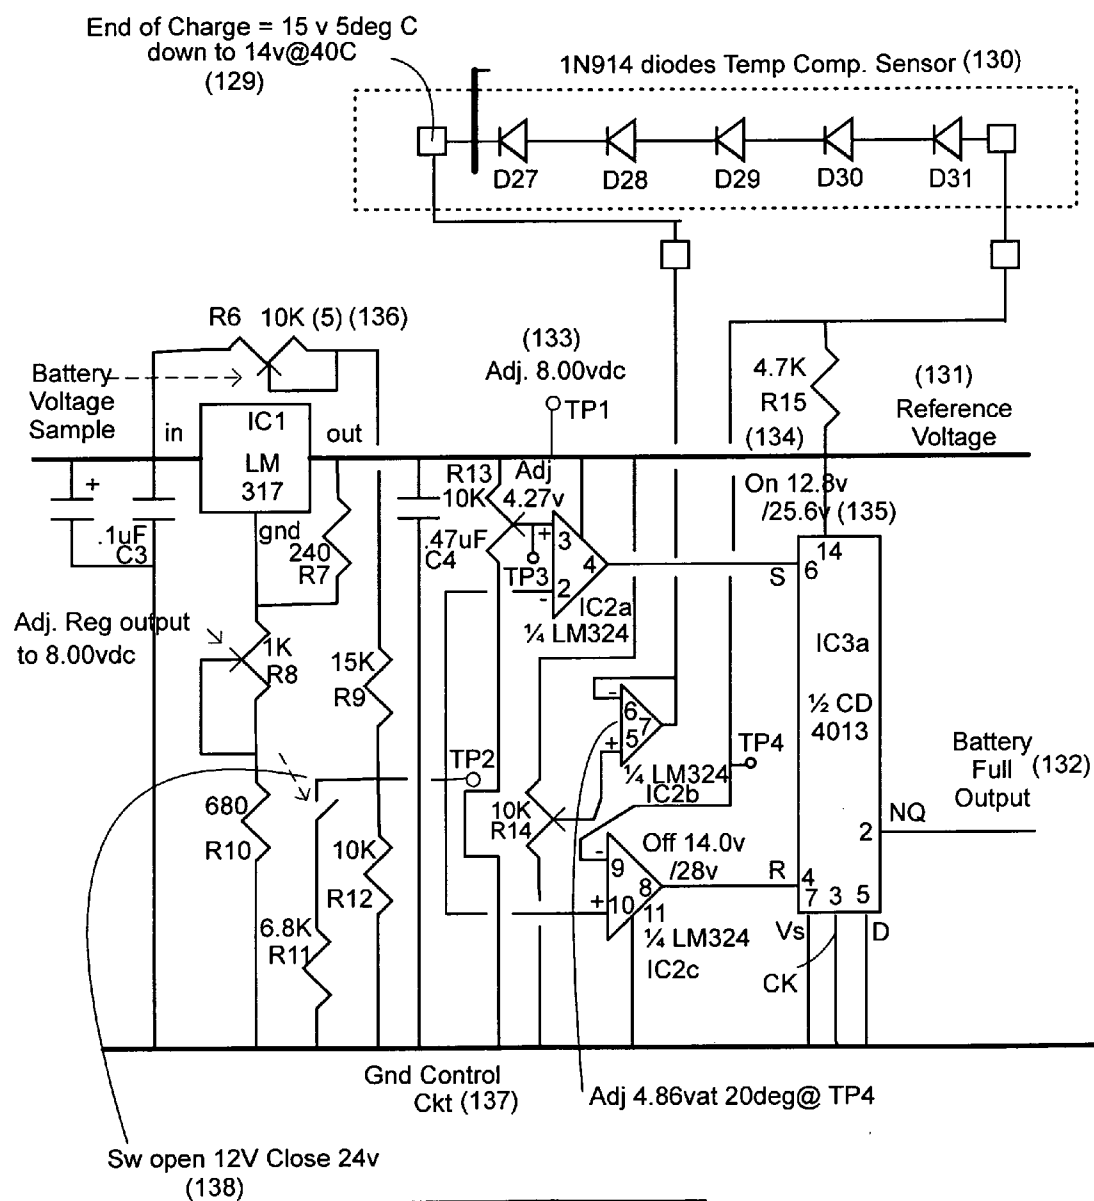 End of Charge = 15 v 5deg C
down to 14v@40C
(129)
1N914 diodes Temp Comp. Sensor (130)
D27
D28
D29
D30
D31
R6 10K (5) (136)
(133)
Adj. 8.00vdc
TP1
4.7K
R15
(134)
(131)
Reference
Voltage
Battery
Voltage
Sample
in
IC1
LM
317
out
gnd
+
.1uF
C3
240
R7
R13
10K
Adj
4.27v
.47uF
C4
TP3
+
3
4
2
-
IC2a
¼ LM324
On 12.8v
/25.6v (135)
14
S
6
IC3a
½ CD
4013
Adj. Reg output
to 8.00vdc
1K
R8
15K
R9
-
6
7
5
+
¼ LM324
IC2b
TP4
TP2
Battery
Full
Output
(132)
680
R10
10K
R14
10K
R12
Off 14.0v
/28v
-
9
8
+
10
11
¼ LM324
IC2c
NQ
2
R
4
7
3
5
Vs
D
CK
6.8K
R11
Gnd Control
Ckt (137)
Adj 4.86vat 20deg@ TP4
Sw open 12V Close 24v
(138)